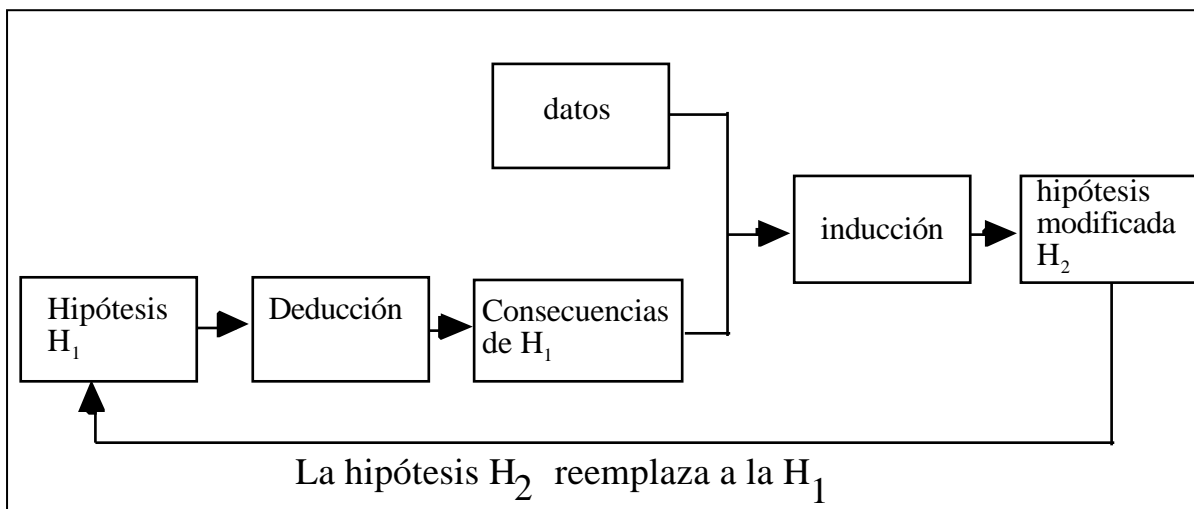 datos
inducción
hipótesis
modificada
H₂
Hipótesis
H₁
Deducción
Consecuencias
de H₁
La hipótesis H₂ reemplaza a la H₁